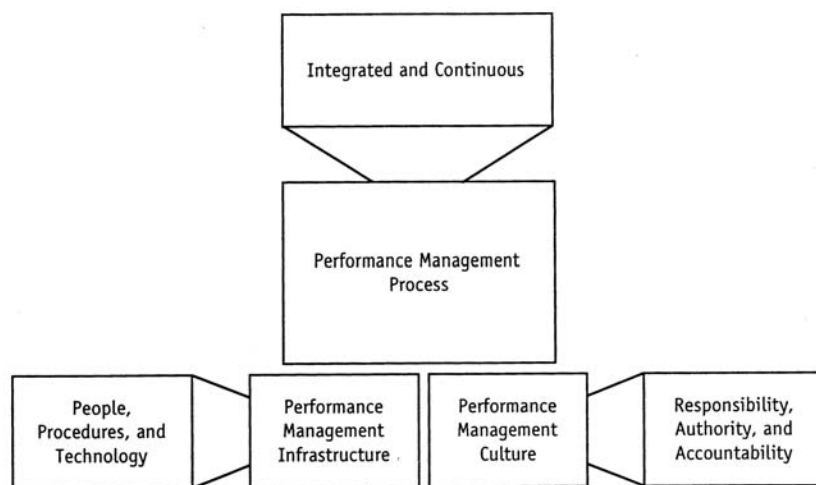 Integrated and Continuous
Performance Management
Process
People,
Procedures, and
Technology
Performance
Management
Infrastructure
Performance
Management
Culture
Responsibility,
Authority, and
Accountability